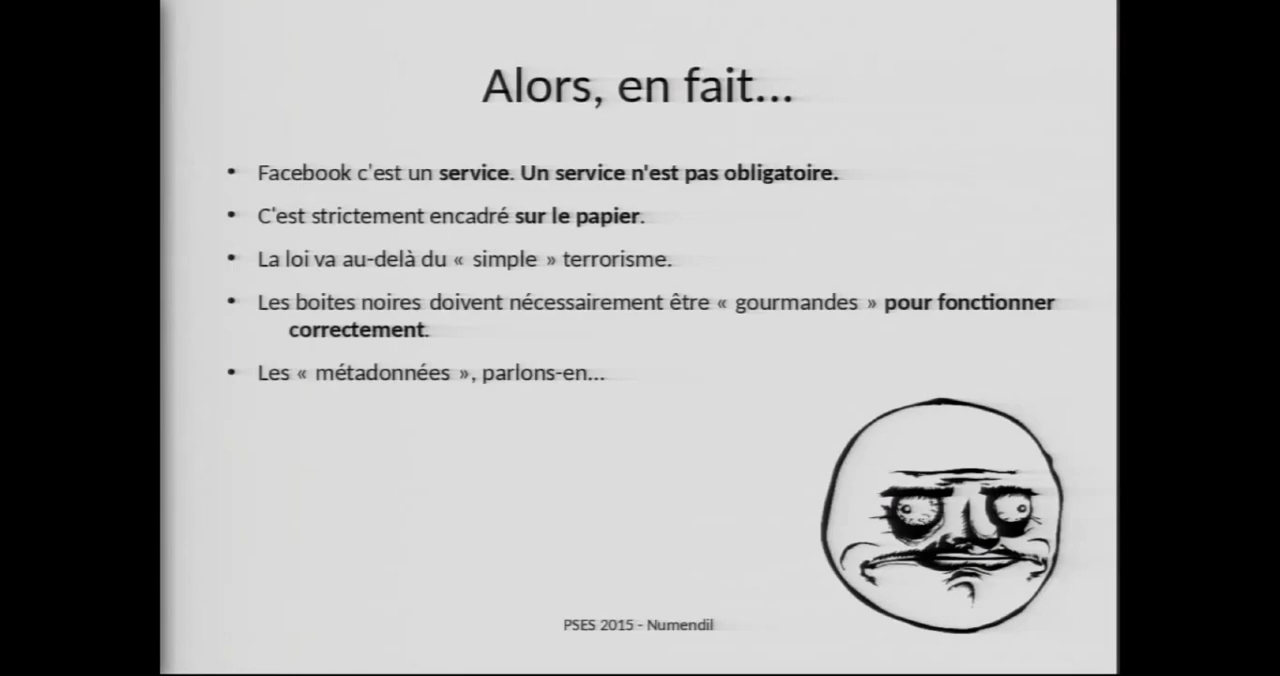 Alors, en fait...
• Facebook c'est un service. Un service n'est pas obligatoire.
• C'est strictement encadré sur le papier.
• La loi va au-delà du « simple » terrorisme.
• Les boites noires doivent nécessairement être « gourmandes » pour fonctionner
correctement.
• Les « métadonnées », parlons-en...
PSES 2015 - Numendil